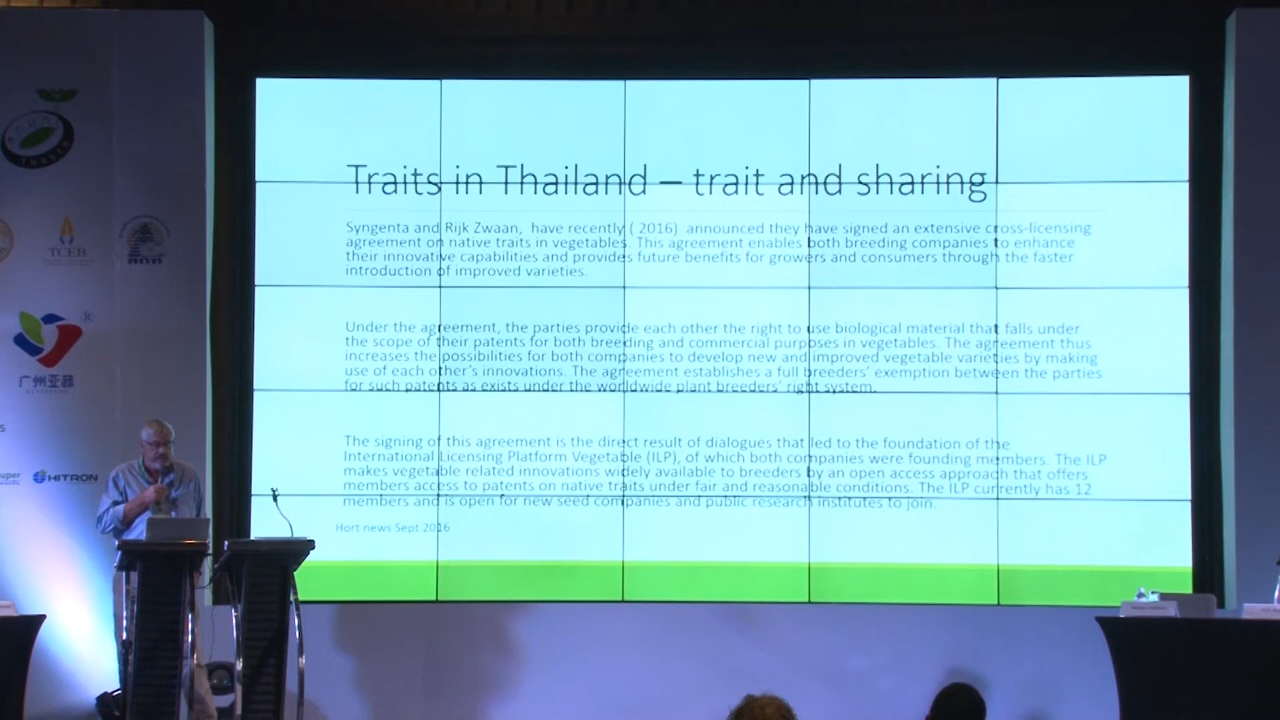 Traits in Thailand – trait and sharing
Syngenta and Rijk Zwaan, have recently ( 2016) announced they have signed an extensive cross-licensing
agreement on native traits in vegetables. This agreement enables both breeding companies to enhance
their innovative capabilities and provides future benefits for growers and consumers through the faster
introduction of improved varieties.
Under the agreement, the parties provide each other the right to use biological material that falls under
the scope of their patents for both breeding and commercial purposes in vegetables. The agreement thus
increases the possibilities for both companies to develop new and improved vegetable varieties by making
use of each other's innovations. The agreement establishes a full breeders' exemption between the parties
for such patents as exists under the worldwide plant breeders' right system.
The signing of this agreement is the direct result of dialogues that led to the foundation of the
International Licensing Platform Vegetable (ILP), of which both companies were founding members. The ILP
makes vegetable related innovations widely available to breeders by an open access approach that offers
members access to patents on native traits under fair and reasonable conditions. The ILP currently has 12
members and is open for new seed companies and public research institutes to join.
Hort news Sept 2016
TCEB
®
广州亚蔬
HITRON